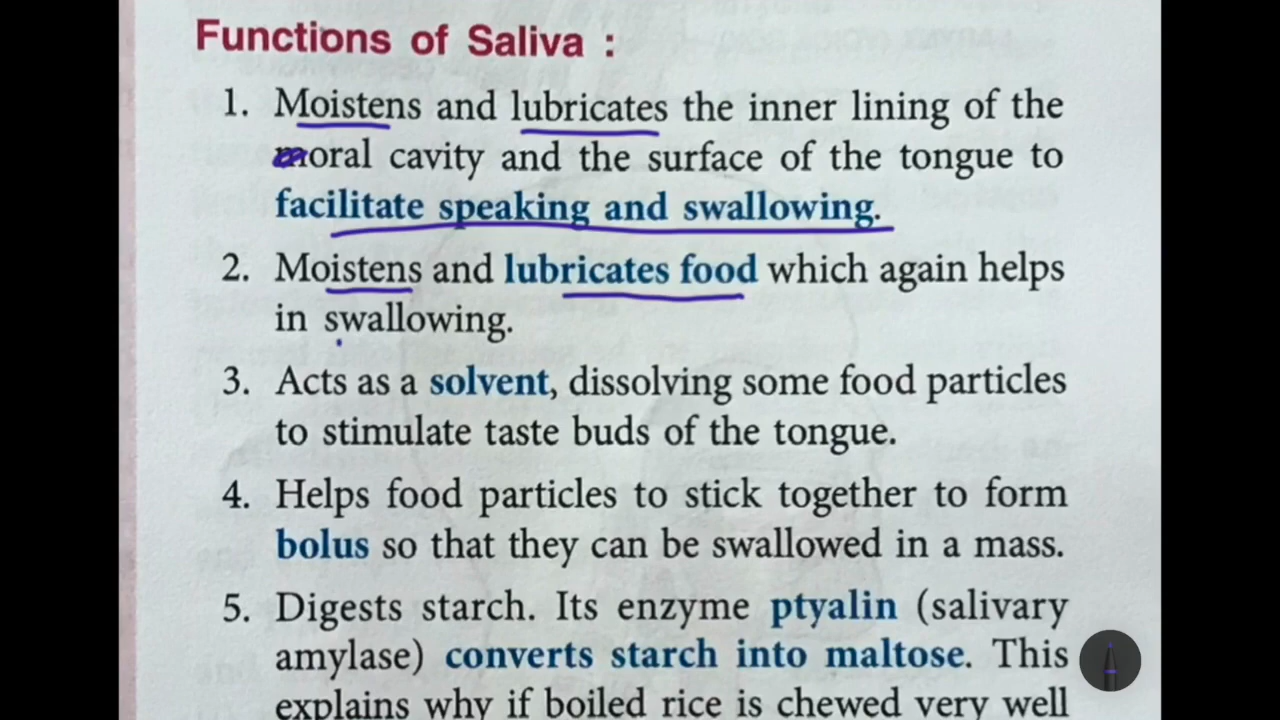 Functions of Saliva :
1. Moistens and lubricates the inner lining of the
moral cavity and the surface of the tongue to
facilitate speaking and swallowing.
2. Moistens and lubricates food which again helps
in swallowing.
3. Acts as a solvent, dissolving some food particles
to stimulate taste buds of the tongue.
4. Helps food particles to stick together to form
bolus so that they can be swallowed in a mass.
5. Digests starch. Its enzyme ptyalin (salivary
amylase) converts starch into maltose. This
explains why if boiled rice is chewed very well